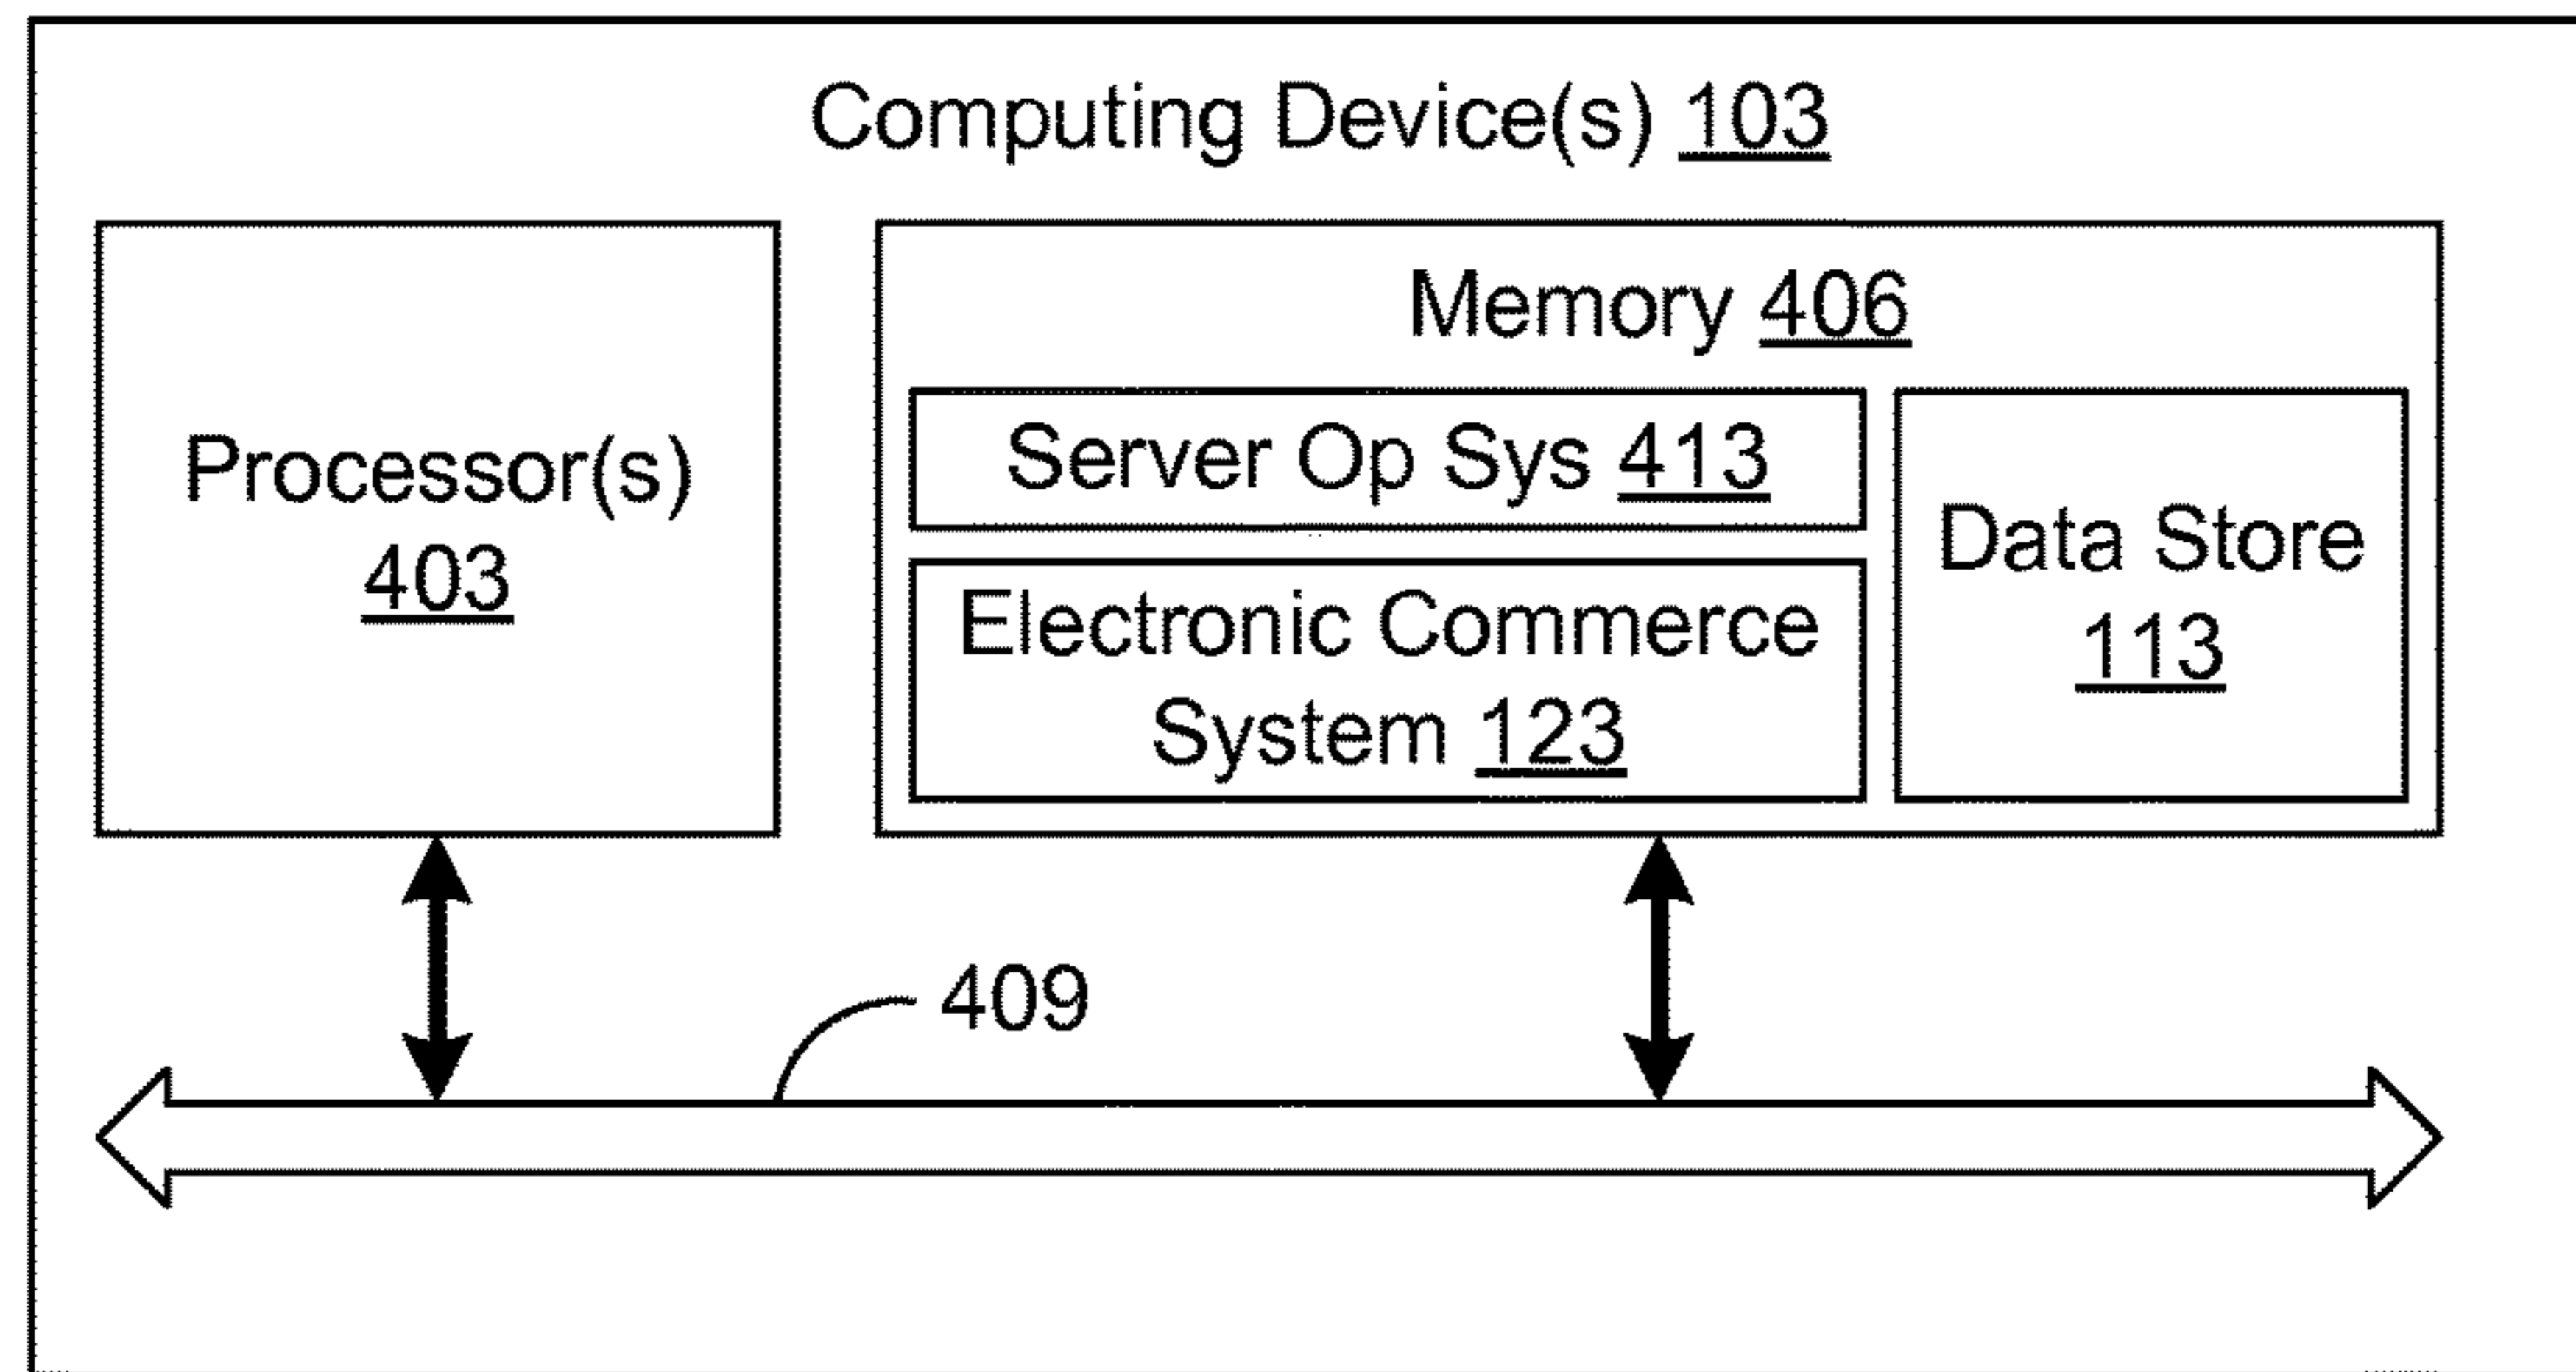 Computing Device(s) 103
Processor(s)
403
Memory 406
Server Op Sys 413
Electronic Commerce
System 123
Data Store
113
409